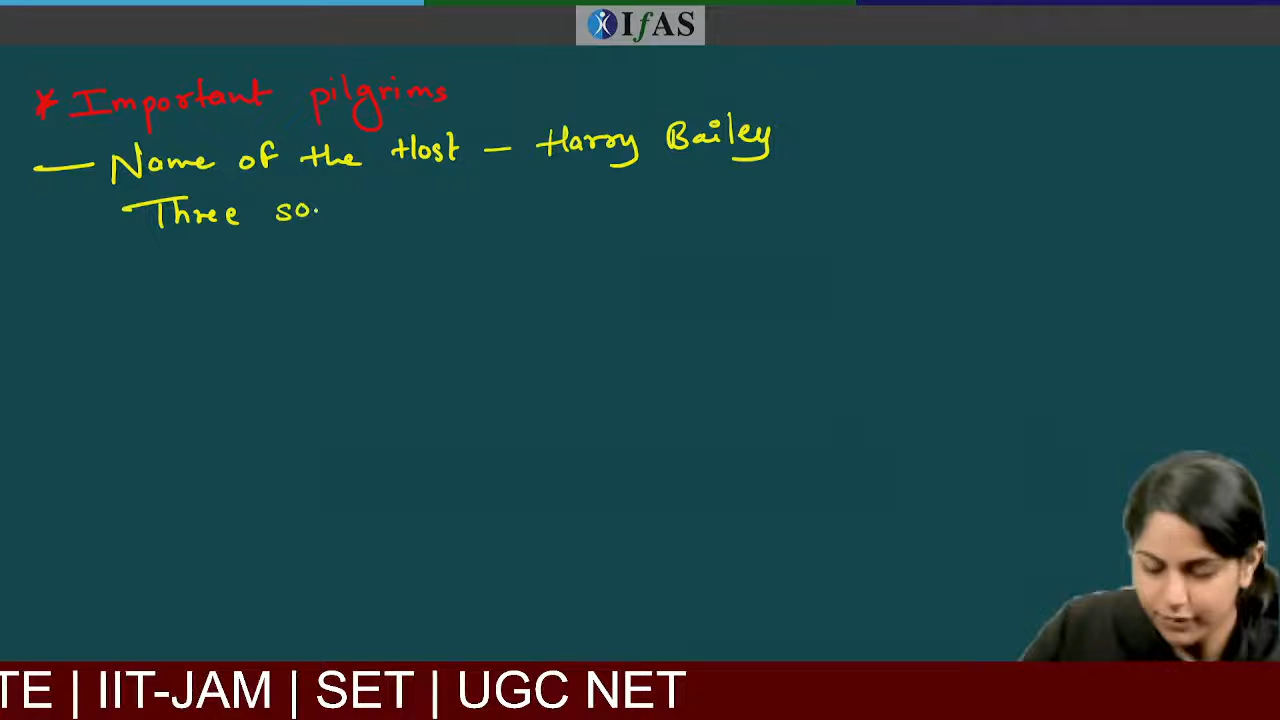 IfAS
* Important pilgrims
— Name of the Host – Harry Bailey
Three so
TE | IIT-JAM | SET | UGC NET